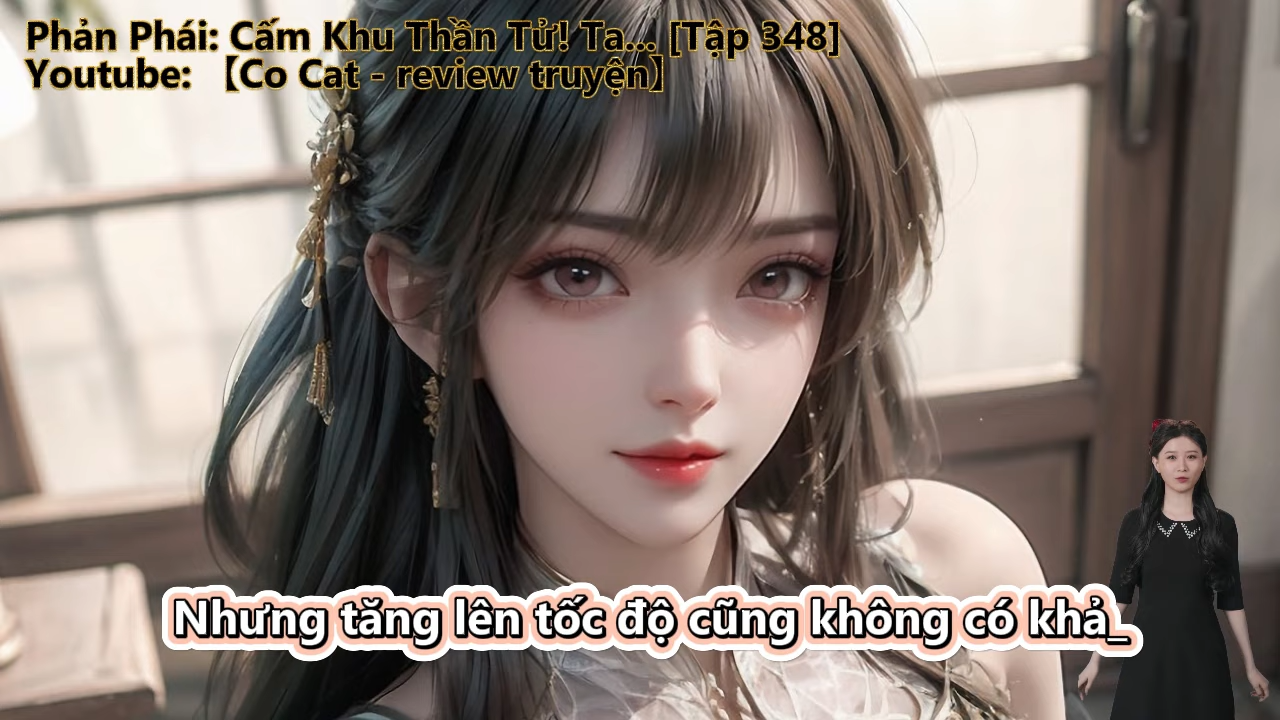 Phản Phái: Cấm Khu Thần Tử! Ta... [Tập 348]
Youtube: 【Co Cat - review truyện】
Nhưng tăng lên tốc độ cũng không có khả_